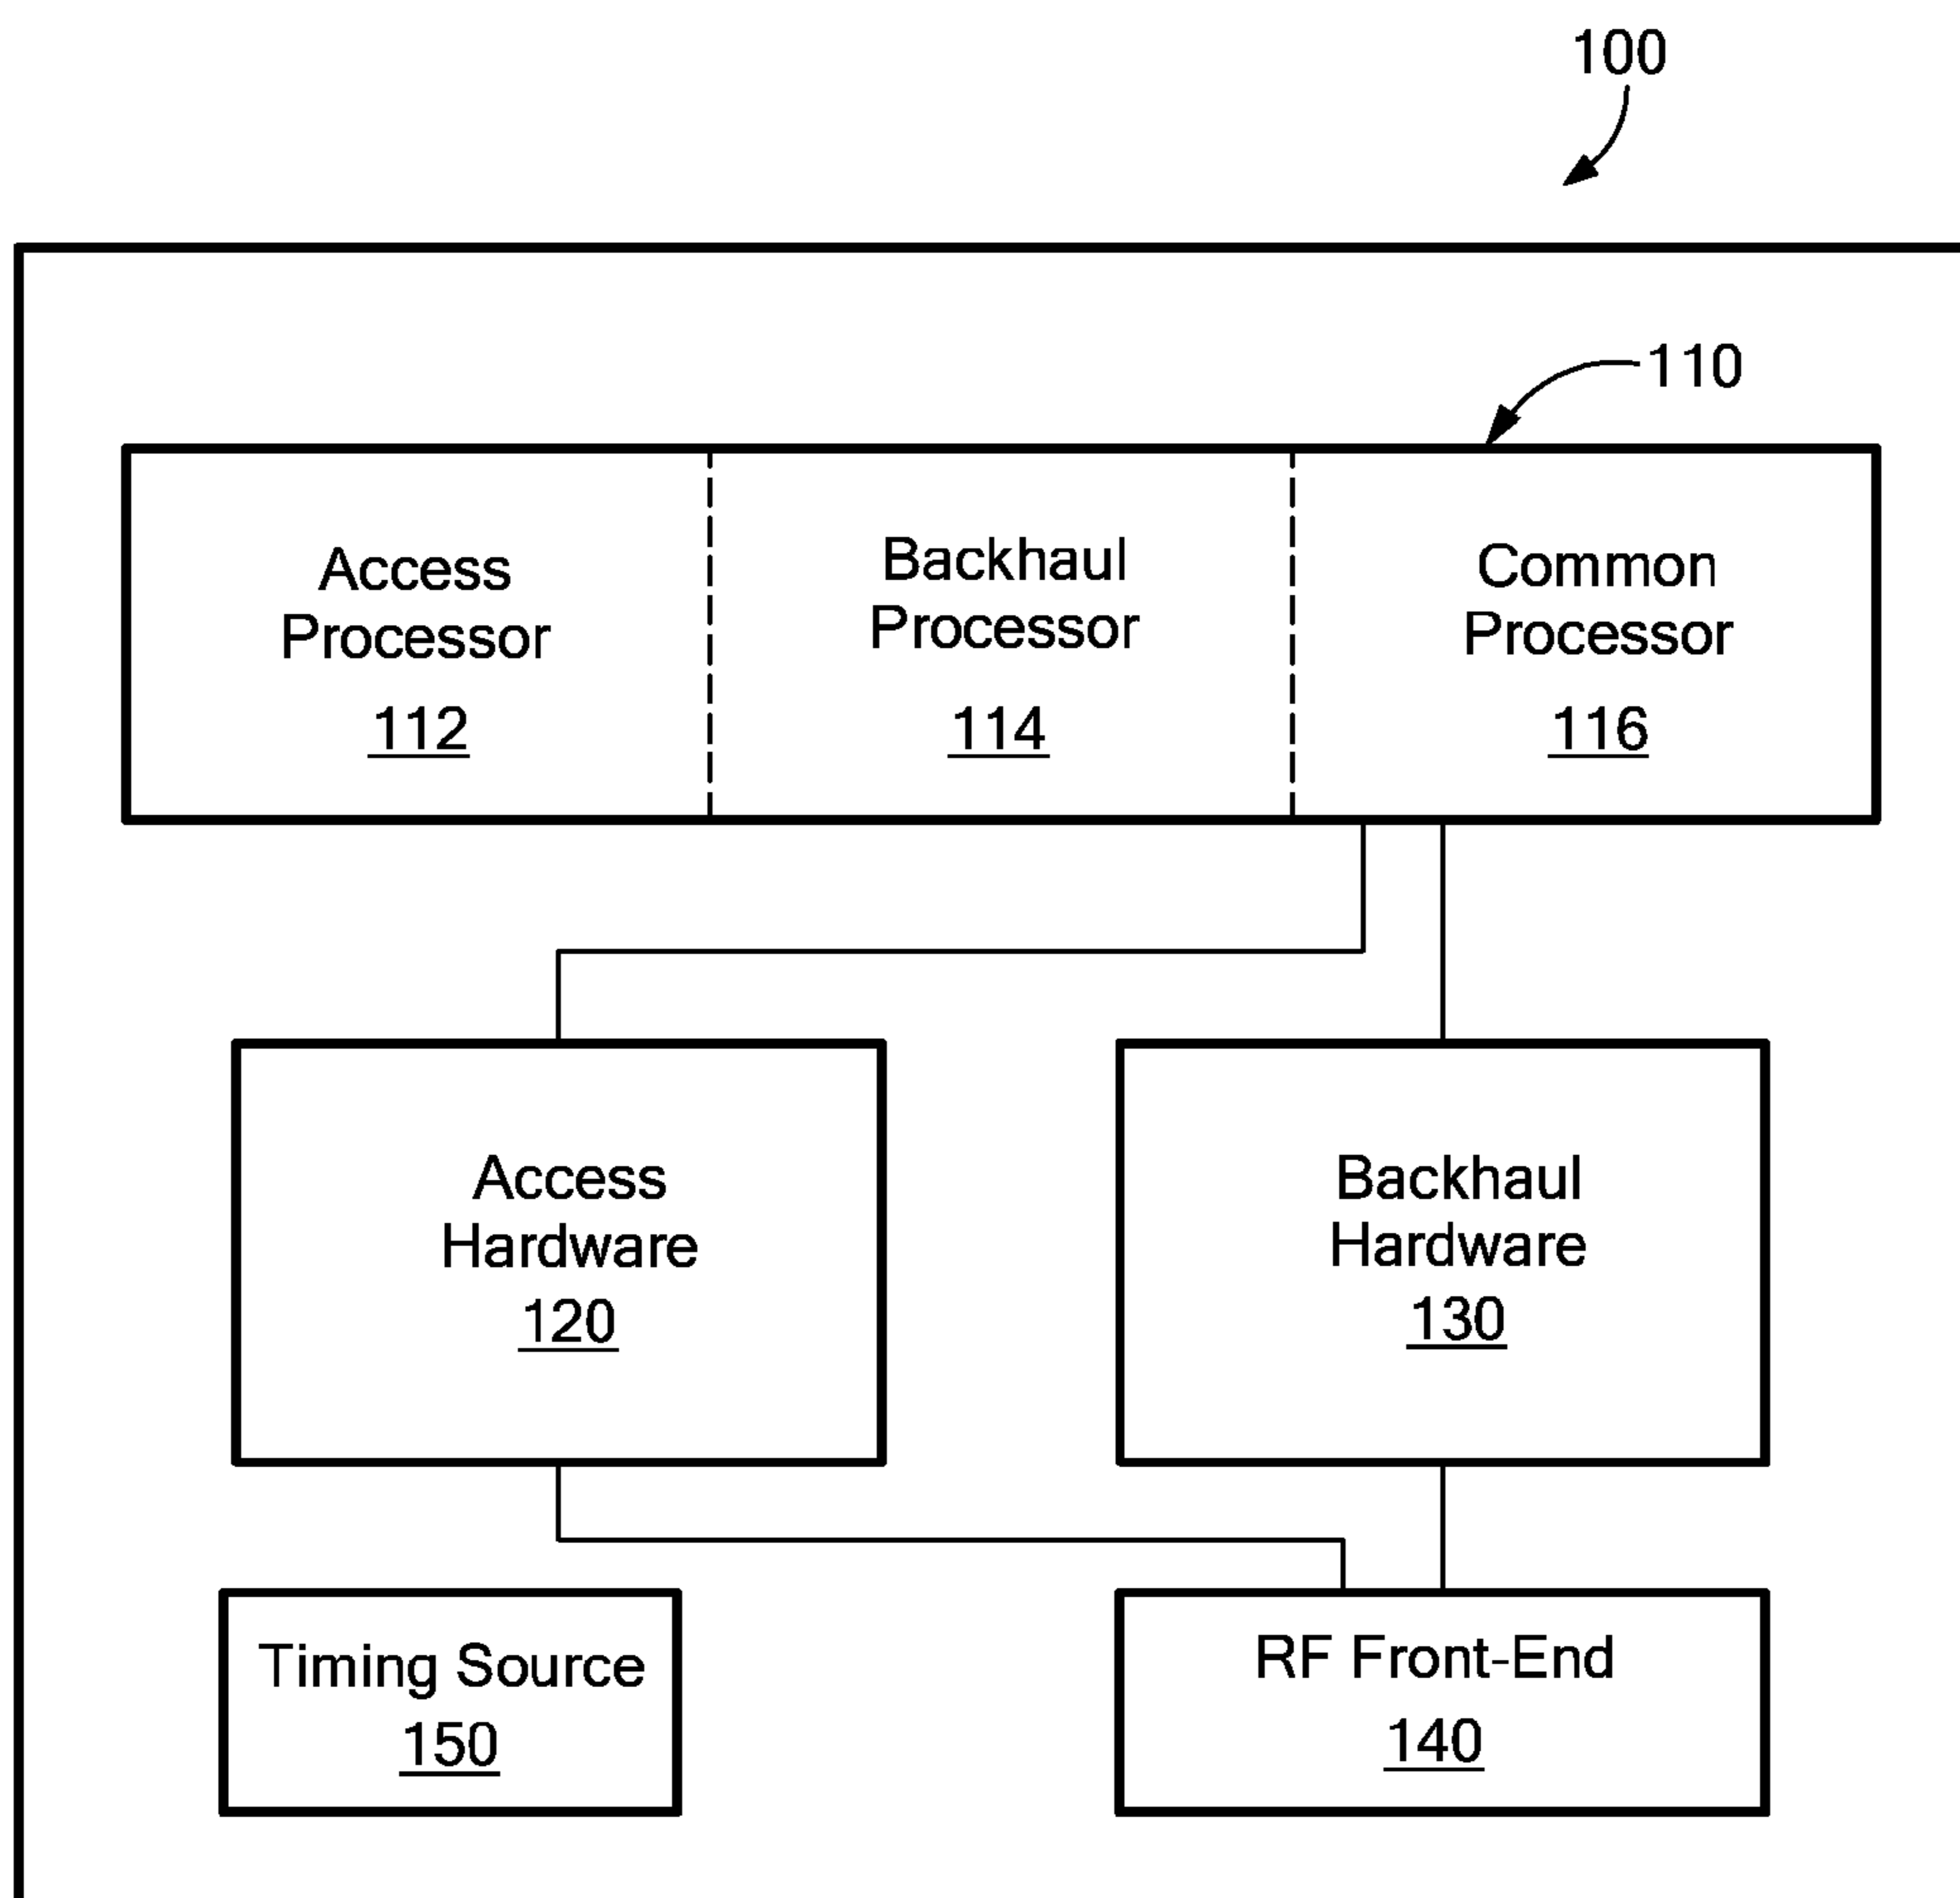 100
110
Access
Processor
112
Backhaul
Processor
114
Common
Processor
116
Access
Hardware
120
Backhaul
Hardware
130
Timing Source
150
RF Front-End
140